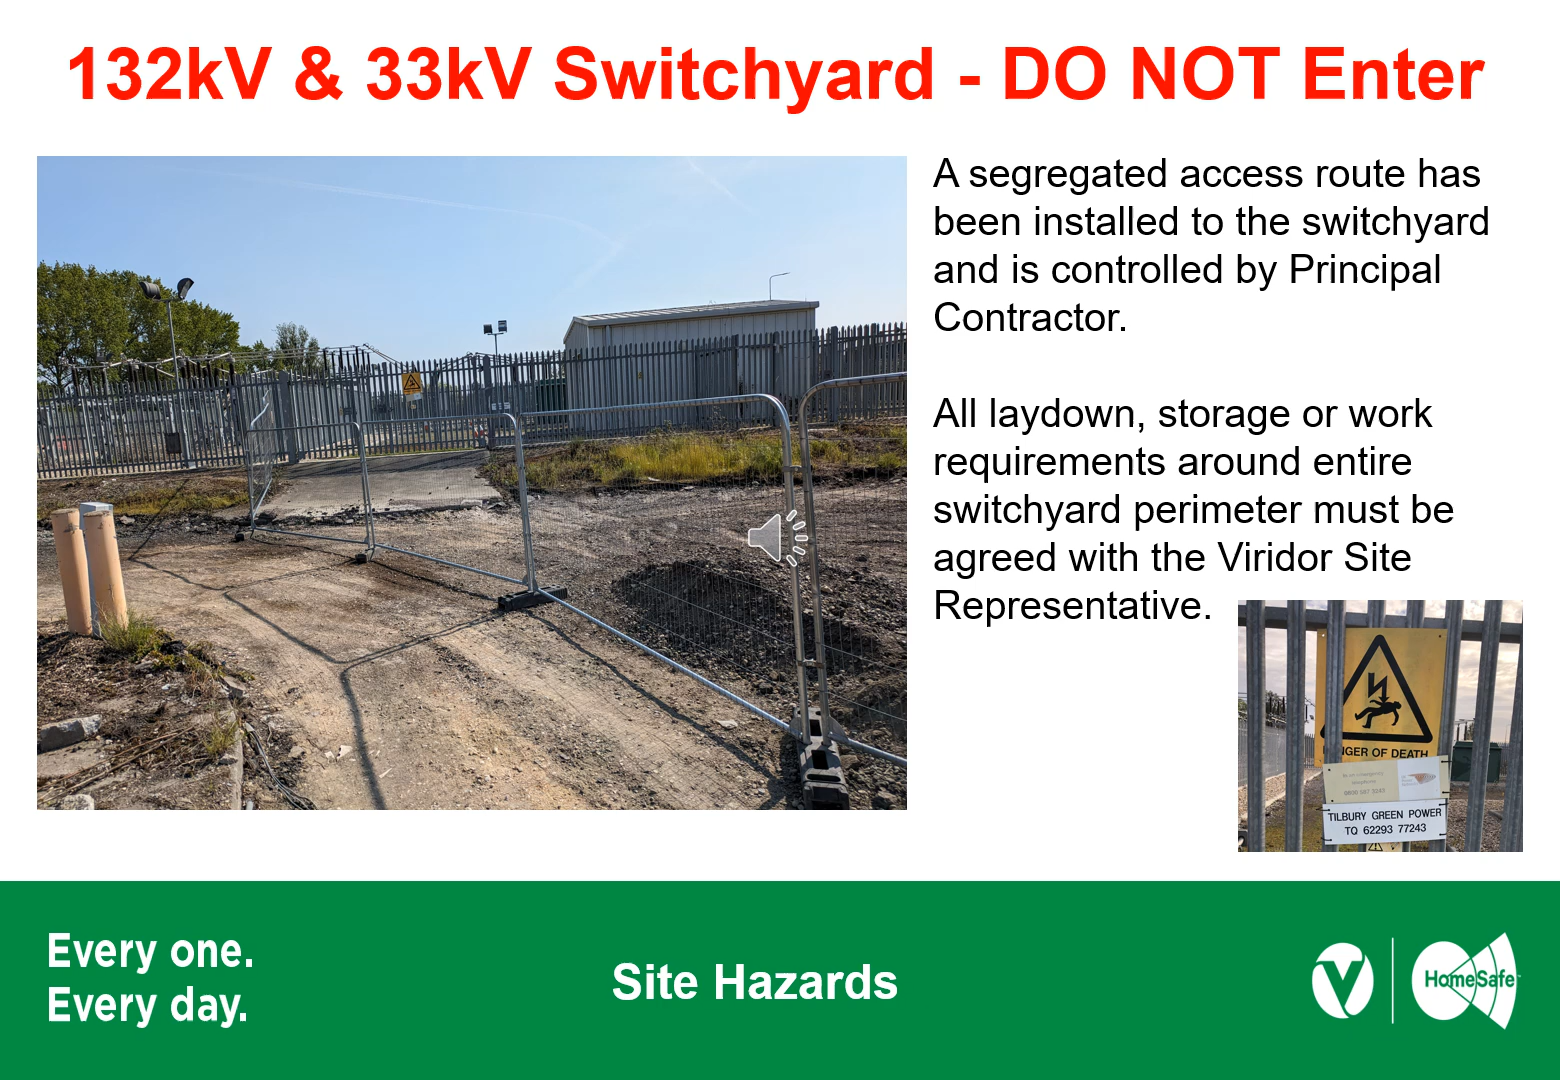 132kV & 33kV Switchyard - DO NOT Enter
A segregated access route has
been installed to the switchyard
and is controlled by Principal
Contractor.
All laydown, storage or work
requirements around entire
switchyard perimeter must be
agreed with the Viridor Site
Representative.
NGER OF DEATH
TILBURY GREEN POWER
TQ 62293 77243
Every one.
Every day.
Site Hazards
V
HomeSafe